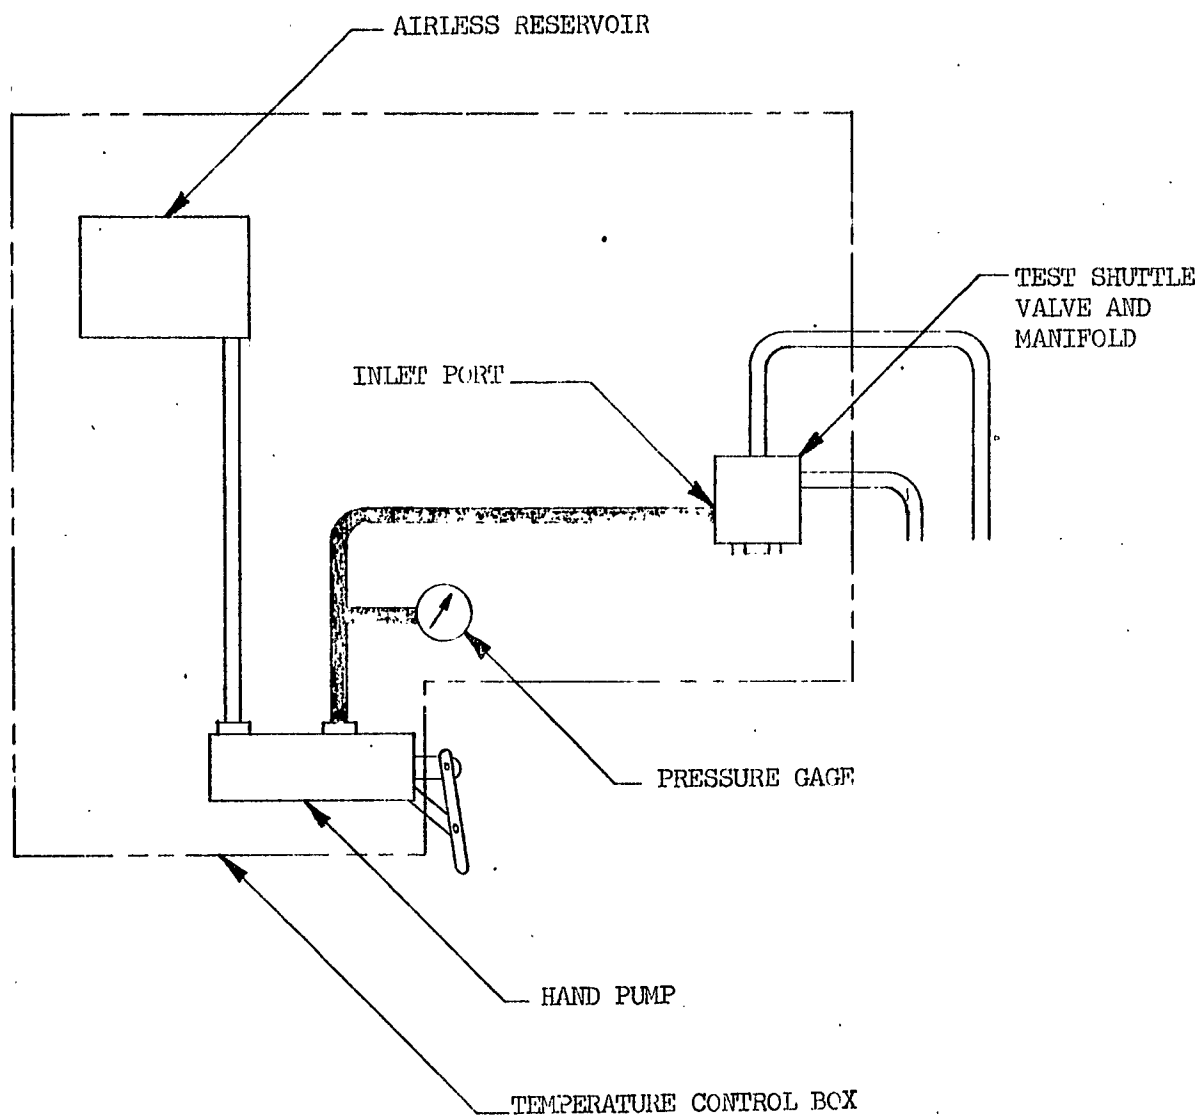 AIRLESS RESERVOIR
TEST SHUTTLE
VALVE AND
MANIFOLD
INLET PORT
PRESSURE GAGE
HAND PUMP
TEMPERATURE CONTROL BOX